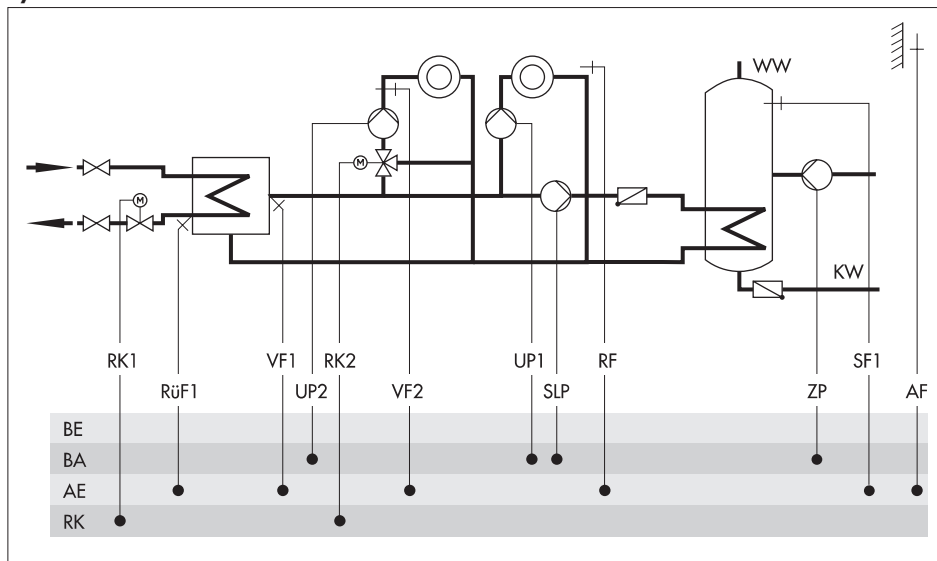 WW
M
M
KW
RK1
VF1
RK2
UP1
RF
SF1
RüF1
UP2
VF2
SLP
ZP
AF
BE
BA
AE
RK